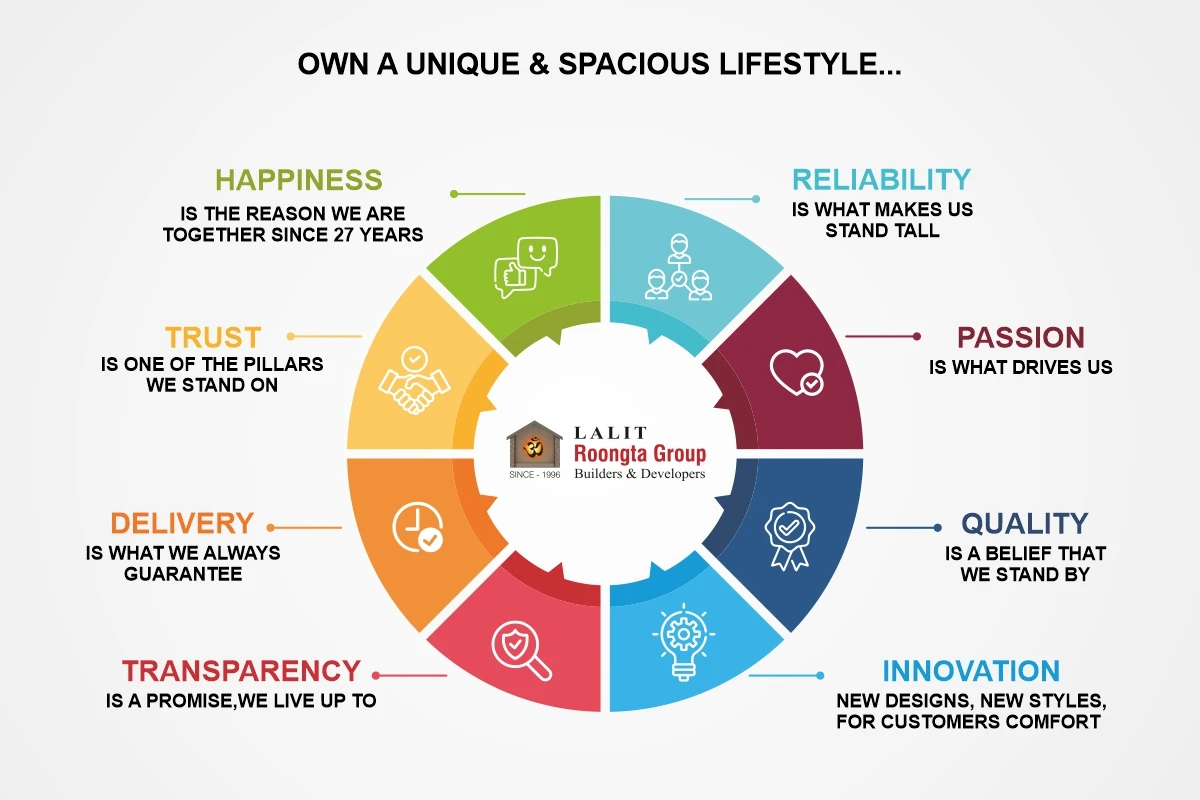 OWN A UNIQUE & SPACIOUS LIFESTYLE...
HAPPINESS
IS THE REASON WE ARE
TOGETHER SINCE 27 YEARS
RELIABILITY
IS WHAT MAKES US
STAND TALL
TRUST
IS ONE OF THE PILLARS
WE STAND ON
PASSION
IS WHAT DRIVES US
ॐ
SINCE - 1996
LALIT
Roongta Group
Builders & Developers
DELIVERY
IS WHAT WE ALWAYS
GUARANTEE
QUALITY
IS A BELIEF THAT
WE STAND BY
TRANSPARENCY
IS A PROMISE,WE LIVE UP TO
INNOVATION
NEW DESIGNS, NEW STYLES,
FOR CUSTOMERS COMFORT